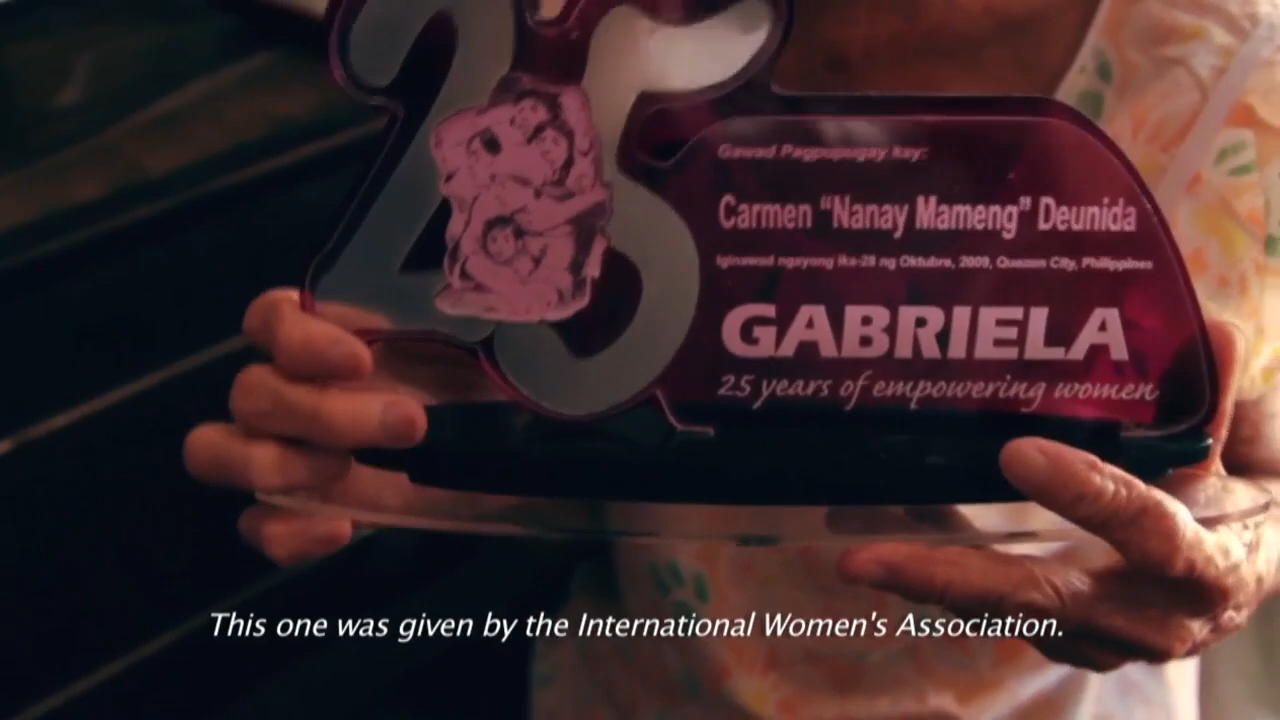 25
Gawad Pagpupugay kay:
Carmen “Nanay Mameng” Deunida
Iginawad ngayong ika-28 ng Oktubre, 2009, Quezon City, Philippines
GABRIELA
25 years of empowering women
This one was given by the International Women's Association.